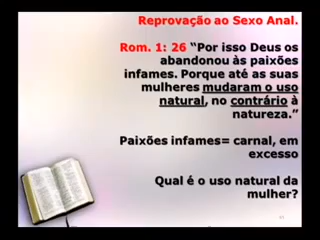 Reprovação ao Sexo Anal.
Rom. 1: 26 “Por isso Deus os
abandonou às paixões
infames. Porque até as suas
mulheres mudaram o uso
natural, no contrário à
natureza.”
Paixões infames= carnal, em
excesso
Qual é o uso natural da
mulher?